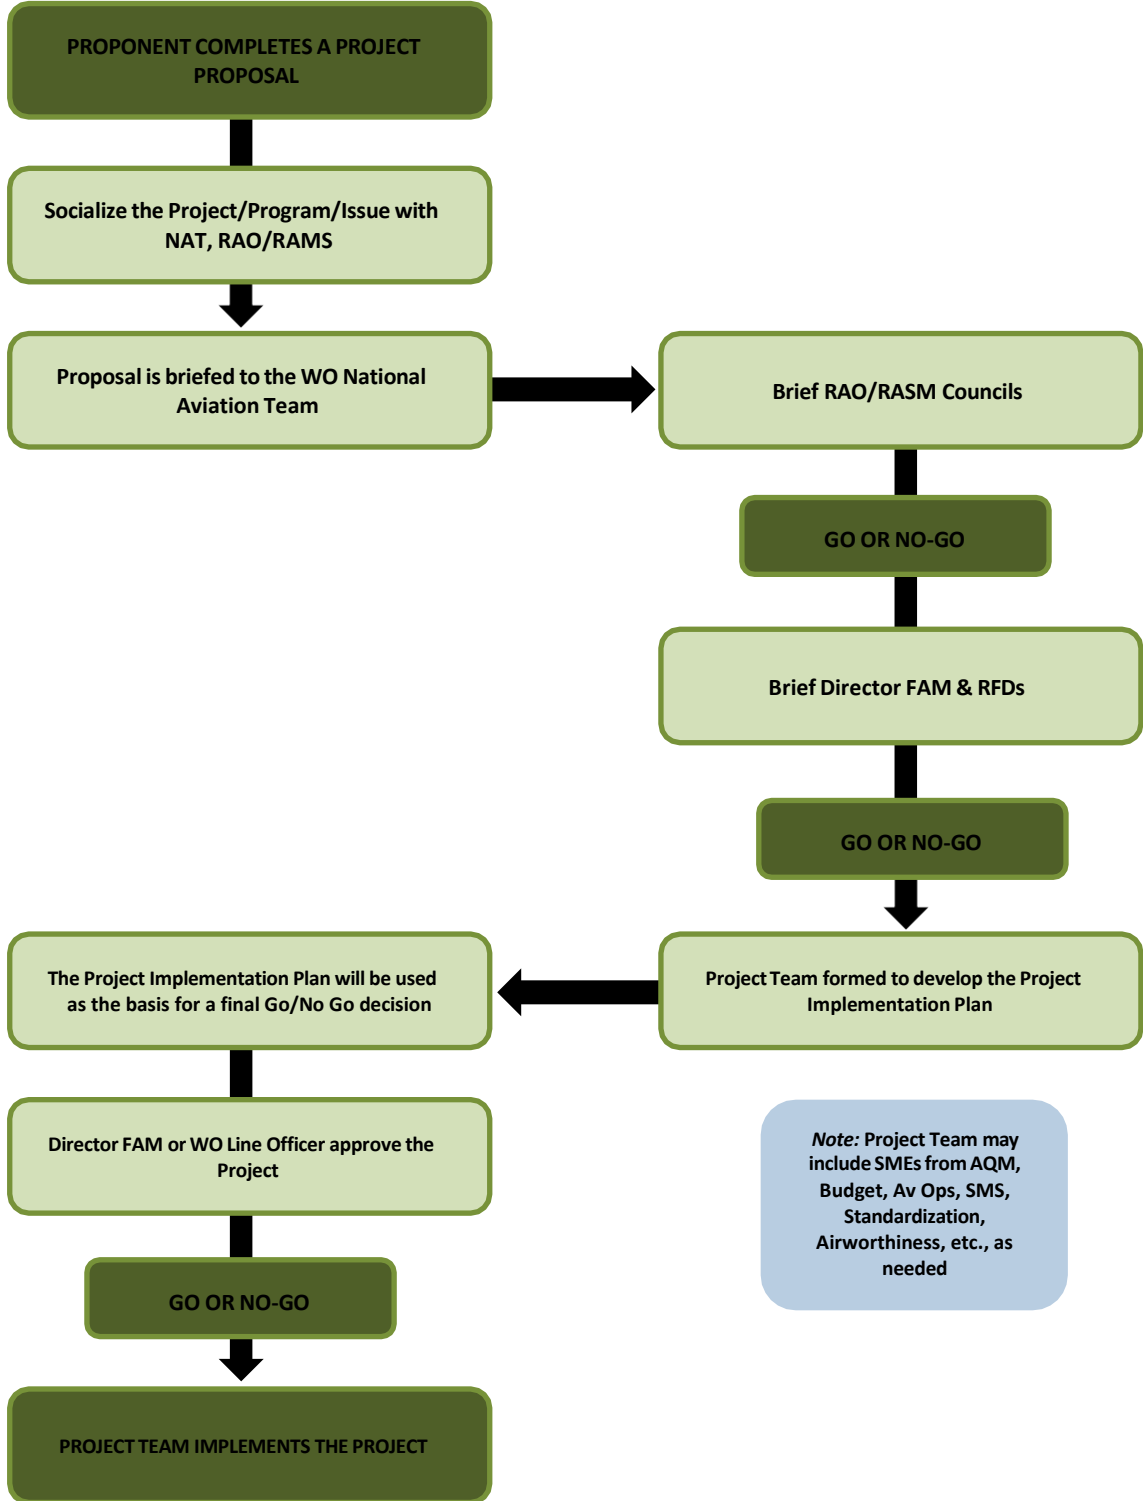 PROPONENT COMPLETES A PROJECT
PROPOSAL
Socialize the Project/Program/Issue with
NAT, RAO/RAMS
Proposal is briefed to the WO National
Aviation Team
Brief RAO/RASM Councils
GO OR NO-GO
Brief Director FAM & RFDs
GO OR NO-GO
Project Team formed to develop the Project
Implementation Plan
The Project Implementation Plan will be used
as the basis for a final Go/No Go decision
Director FAM or WO Line Officer approve the
Project
Note: Project Team may
include SMEs from AQM,
Budget, Av Ops, SMS,
Standardization,
Airworthiness, etc., as
needed
GO OR NO-GO
PROJECT TEAM IMPLEMENTS THE PROJECT